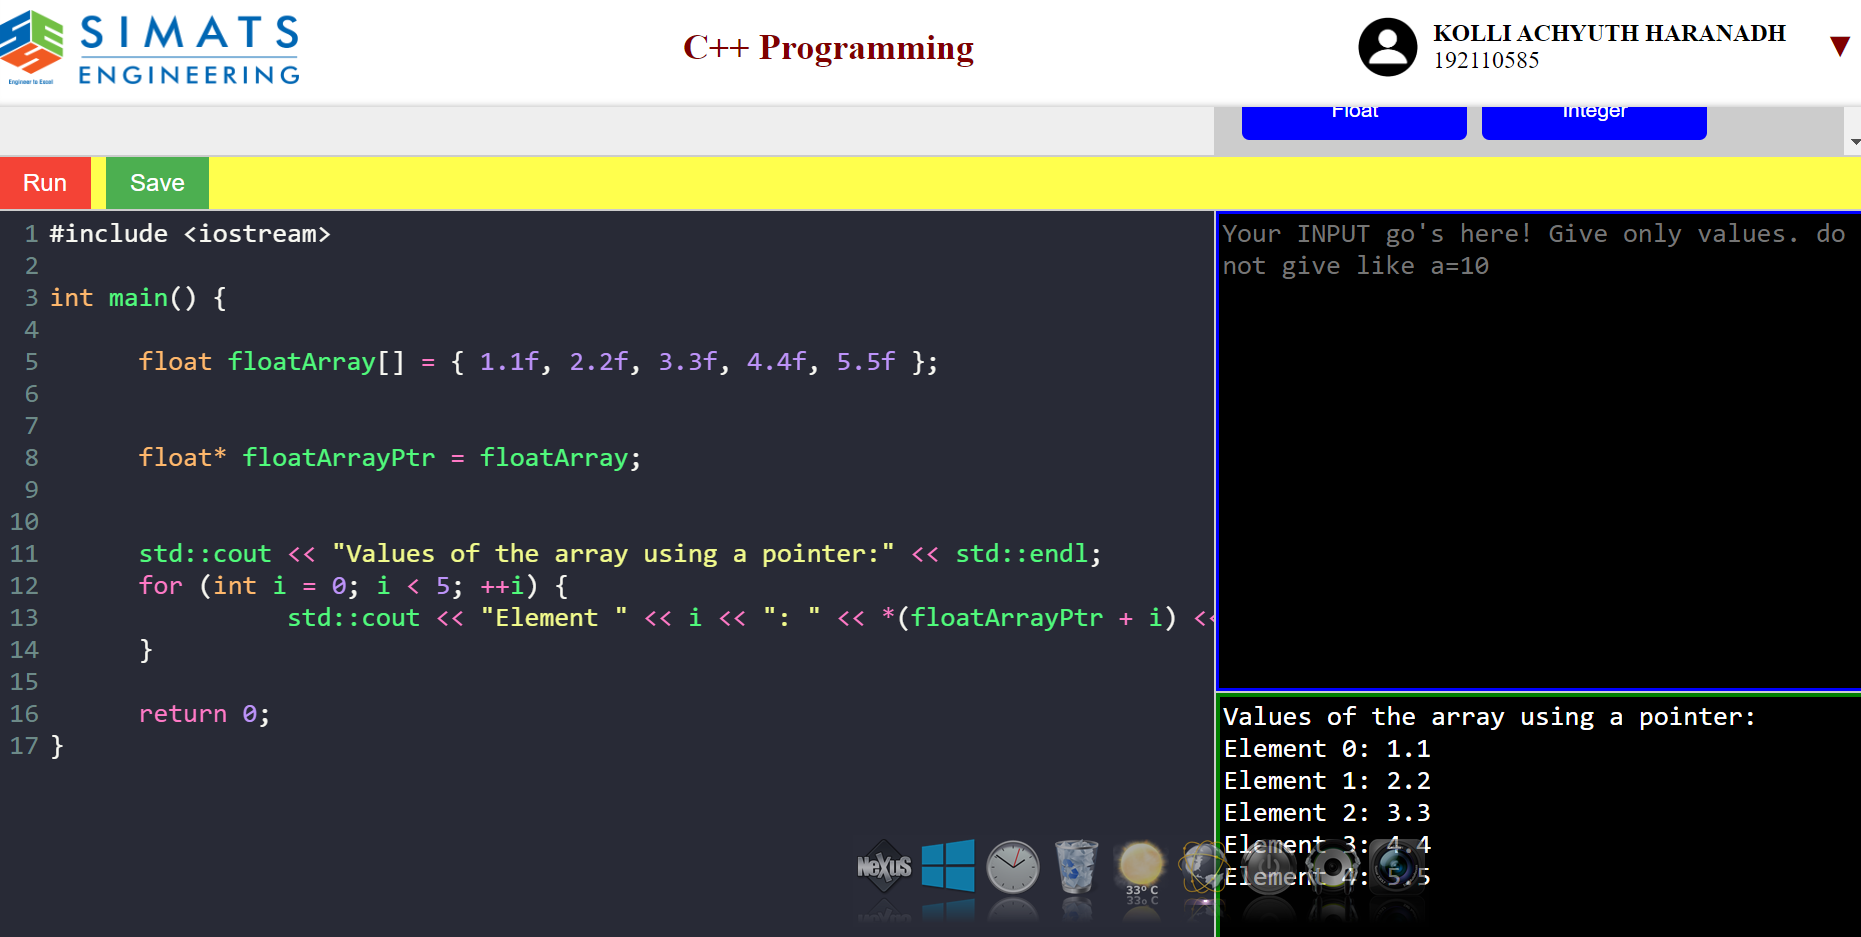 SIMATS
ENGINEERING
Engineer to Excel
C++ Programming
KOLLI ACHYUTH HARANADH
192110585
Float
Integer
Run
Save
1 #include <iostream>
2
3 int main() {
4
5 float floatArray[] = { 1.1f, 2.2f, 3.3f, 4.4f, 5.5f };
6
7
8 float* floatArrayPtr = floatArray;
9
10
11 std::cout << "Values of the array using a pointer:" << std::endl;
12 for (int i = 0; i < 5; ++i) {
13 std::cout << "Element " << i << ": " << *(floatArrayPtr + i) <<
14 }
15
16 return 0;
17 }
Your INPUT go's here! Give only values. do
not give like a=10
Values of the array using a pointer:
Element 0: 1.1
Element 1: 2.2
Element 2: 3.3
Element 3: 4.4
Element 4: 5.5
NeXuS
33° C